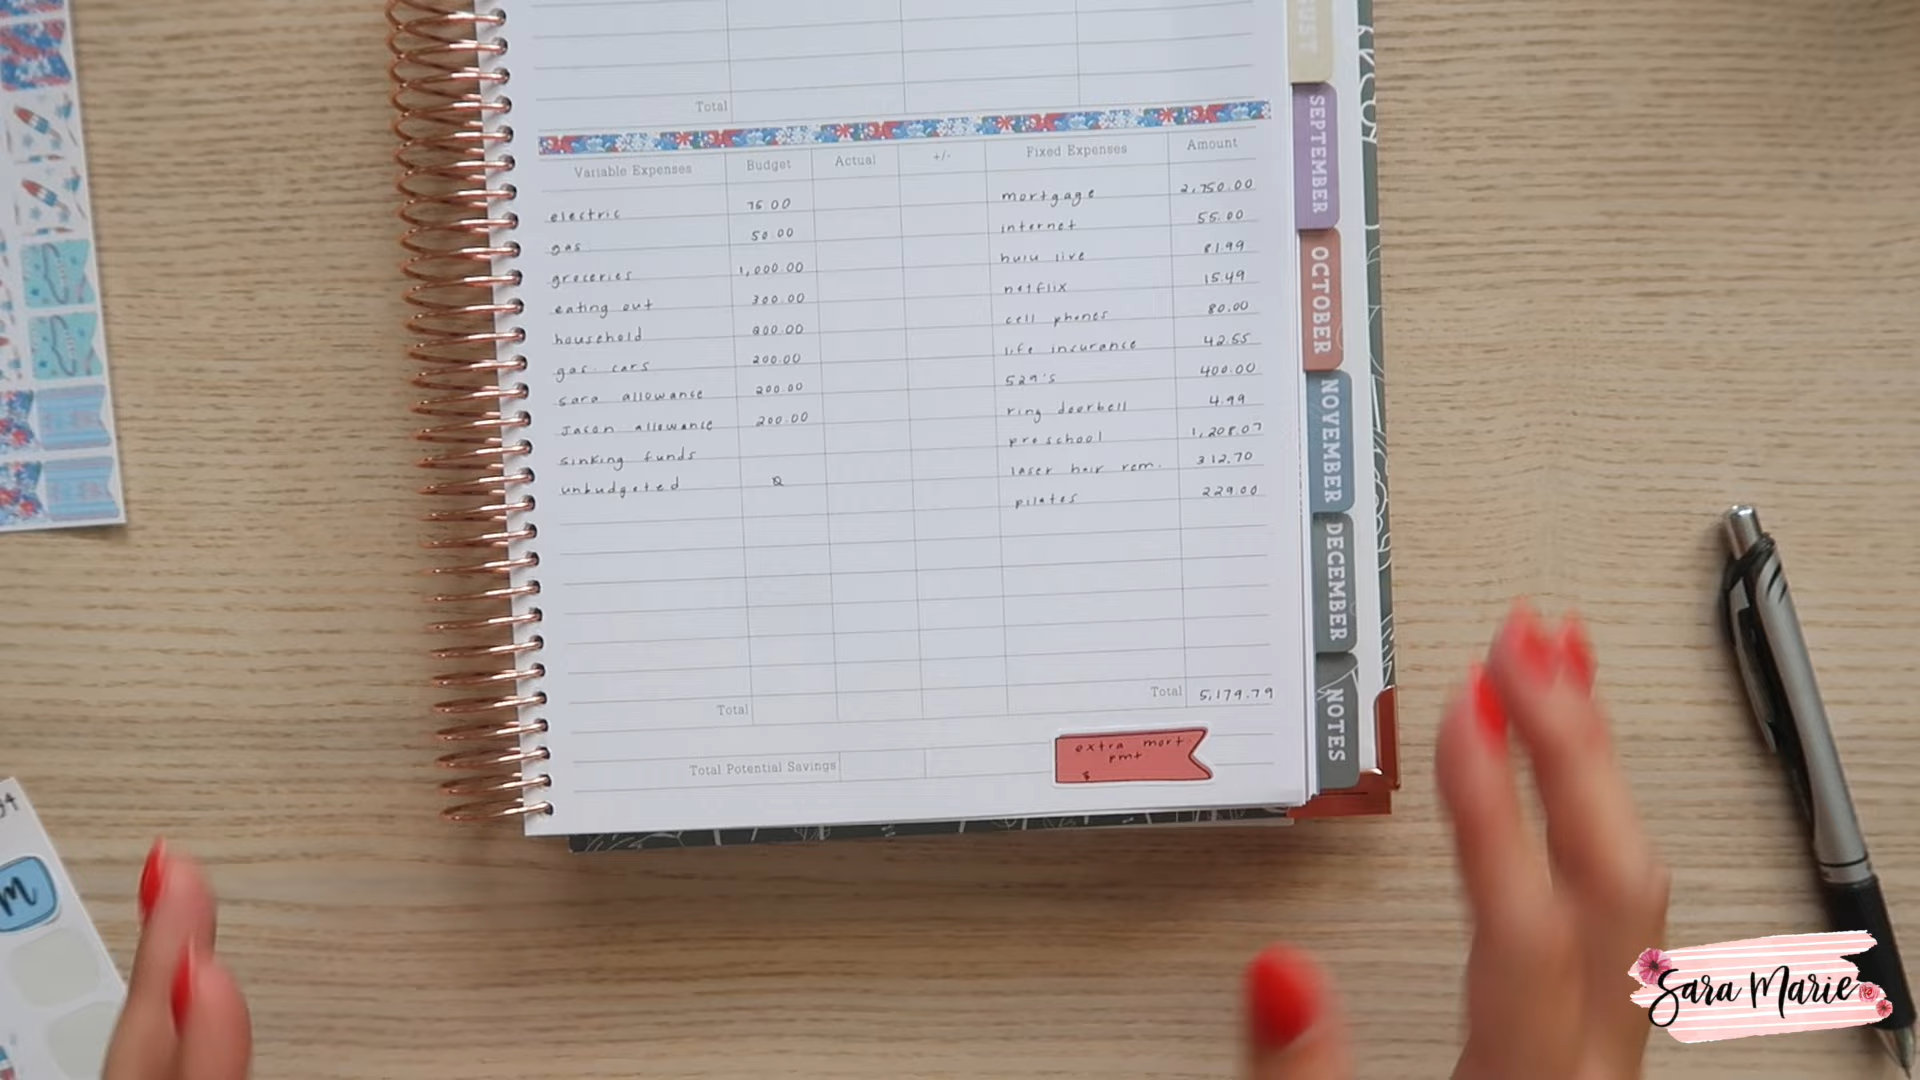 Total
Variable Expenses Budget Actual +/- Fixed Expenses Amount
electric 75.00 mortgage 2,750.00
gas 50.00 internet 55.00
groceries 1,000.00 hulu live 81.99
eating out 300.00 netflix 15.49
household 200.00 cell phones 80.00
gas. cars 200.00 life insurance 42.55
sara allowance 200.00 529's 400.00
Jason allowance 200.00 ring doorbell 4.99
sinking funds preschool 1,208.07
unbudgeted laser hair rem. 312.70
pilates 229.00
Total Total 5,179.79
Total Potential Savings
extra mort
pmt
$
SEPTEMBER
OCTOBER
NOVEMBER
DECEMBER
NOTES
m
Sara Marie